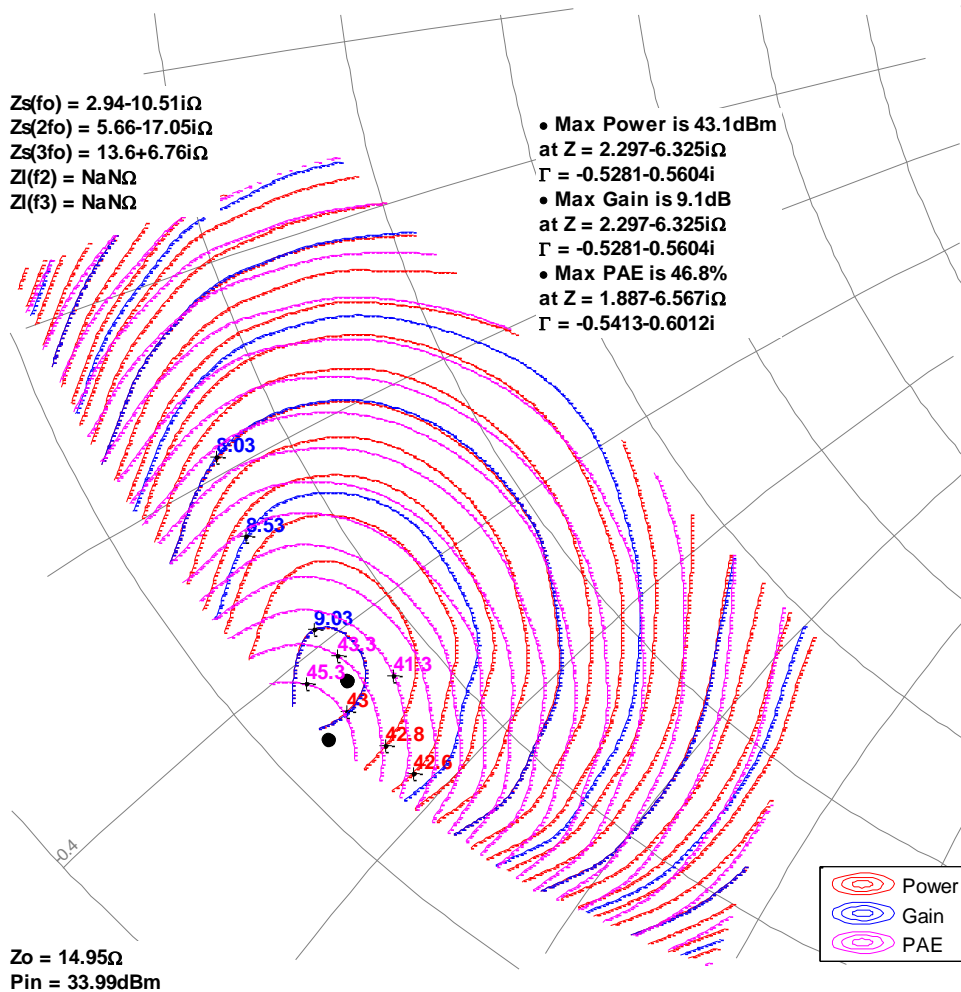 Zs(fo) = 2.94-10.51iΩ
Zs(2fo) = 5.66-17.05iΩ
Zs(3fo) = 13.6+6.76iΩ
Zl(f2) = NaNΩ
Zl(f3) = NaNΩ
• Max Power is 43.1dBm
at Z = 2.297-6.325iΩ
Γ = -0.5281-0.5604i
• Max Gain is 9.1dB
at Z = 2.297-6.325iΩ
Γ = -0.5281-0.5604i
• Max PAE is 46.8%
at Z = 1.887-6.567iΩ
Γ = -0.5413-0.6012i
8.03
8.53
9.03
43.3
45.3
41.3
43
42.8
42.6
-0.4
Power
Gain
PAE
Zo = 14.95Ω
Pin = 33.99dBm